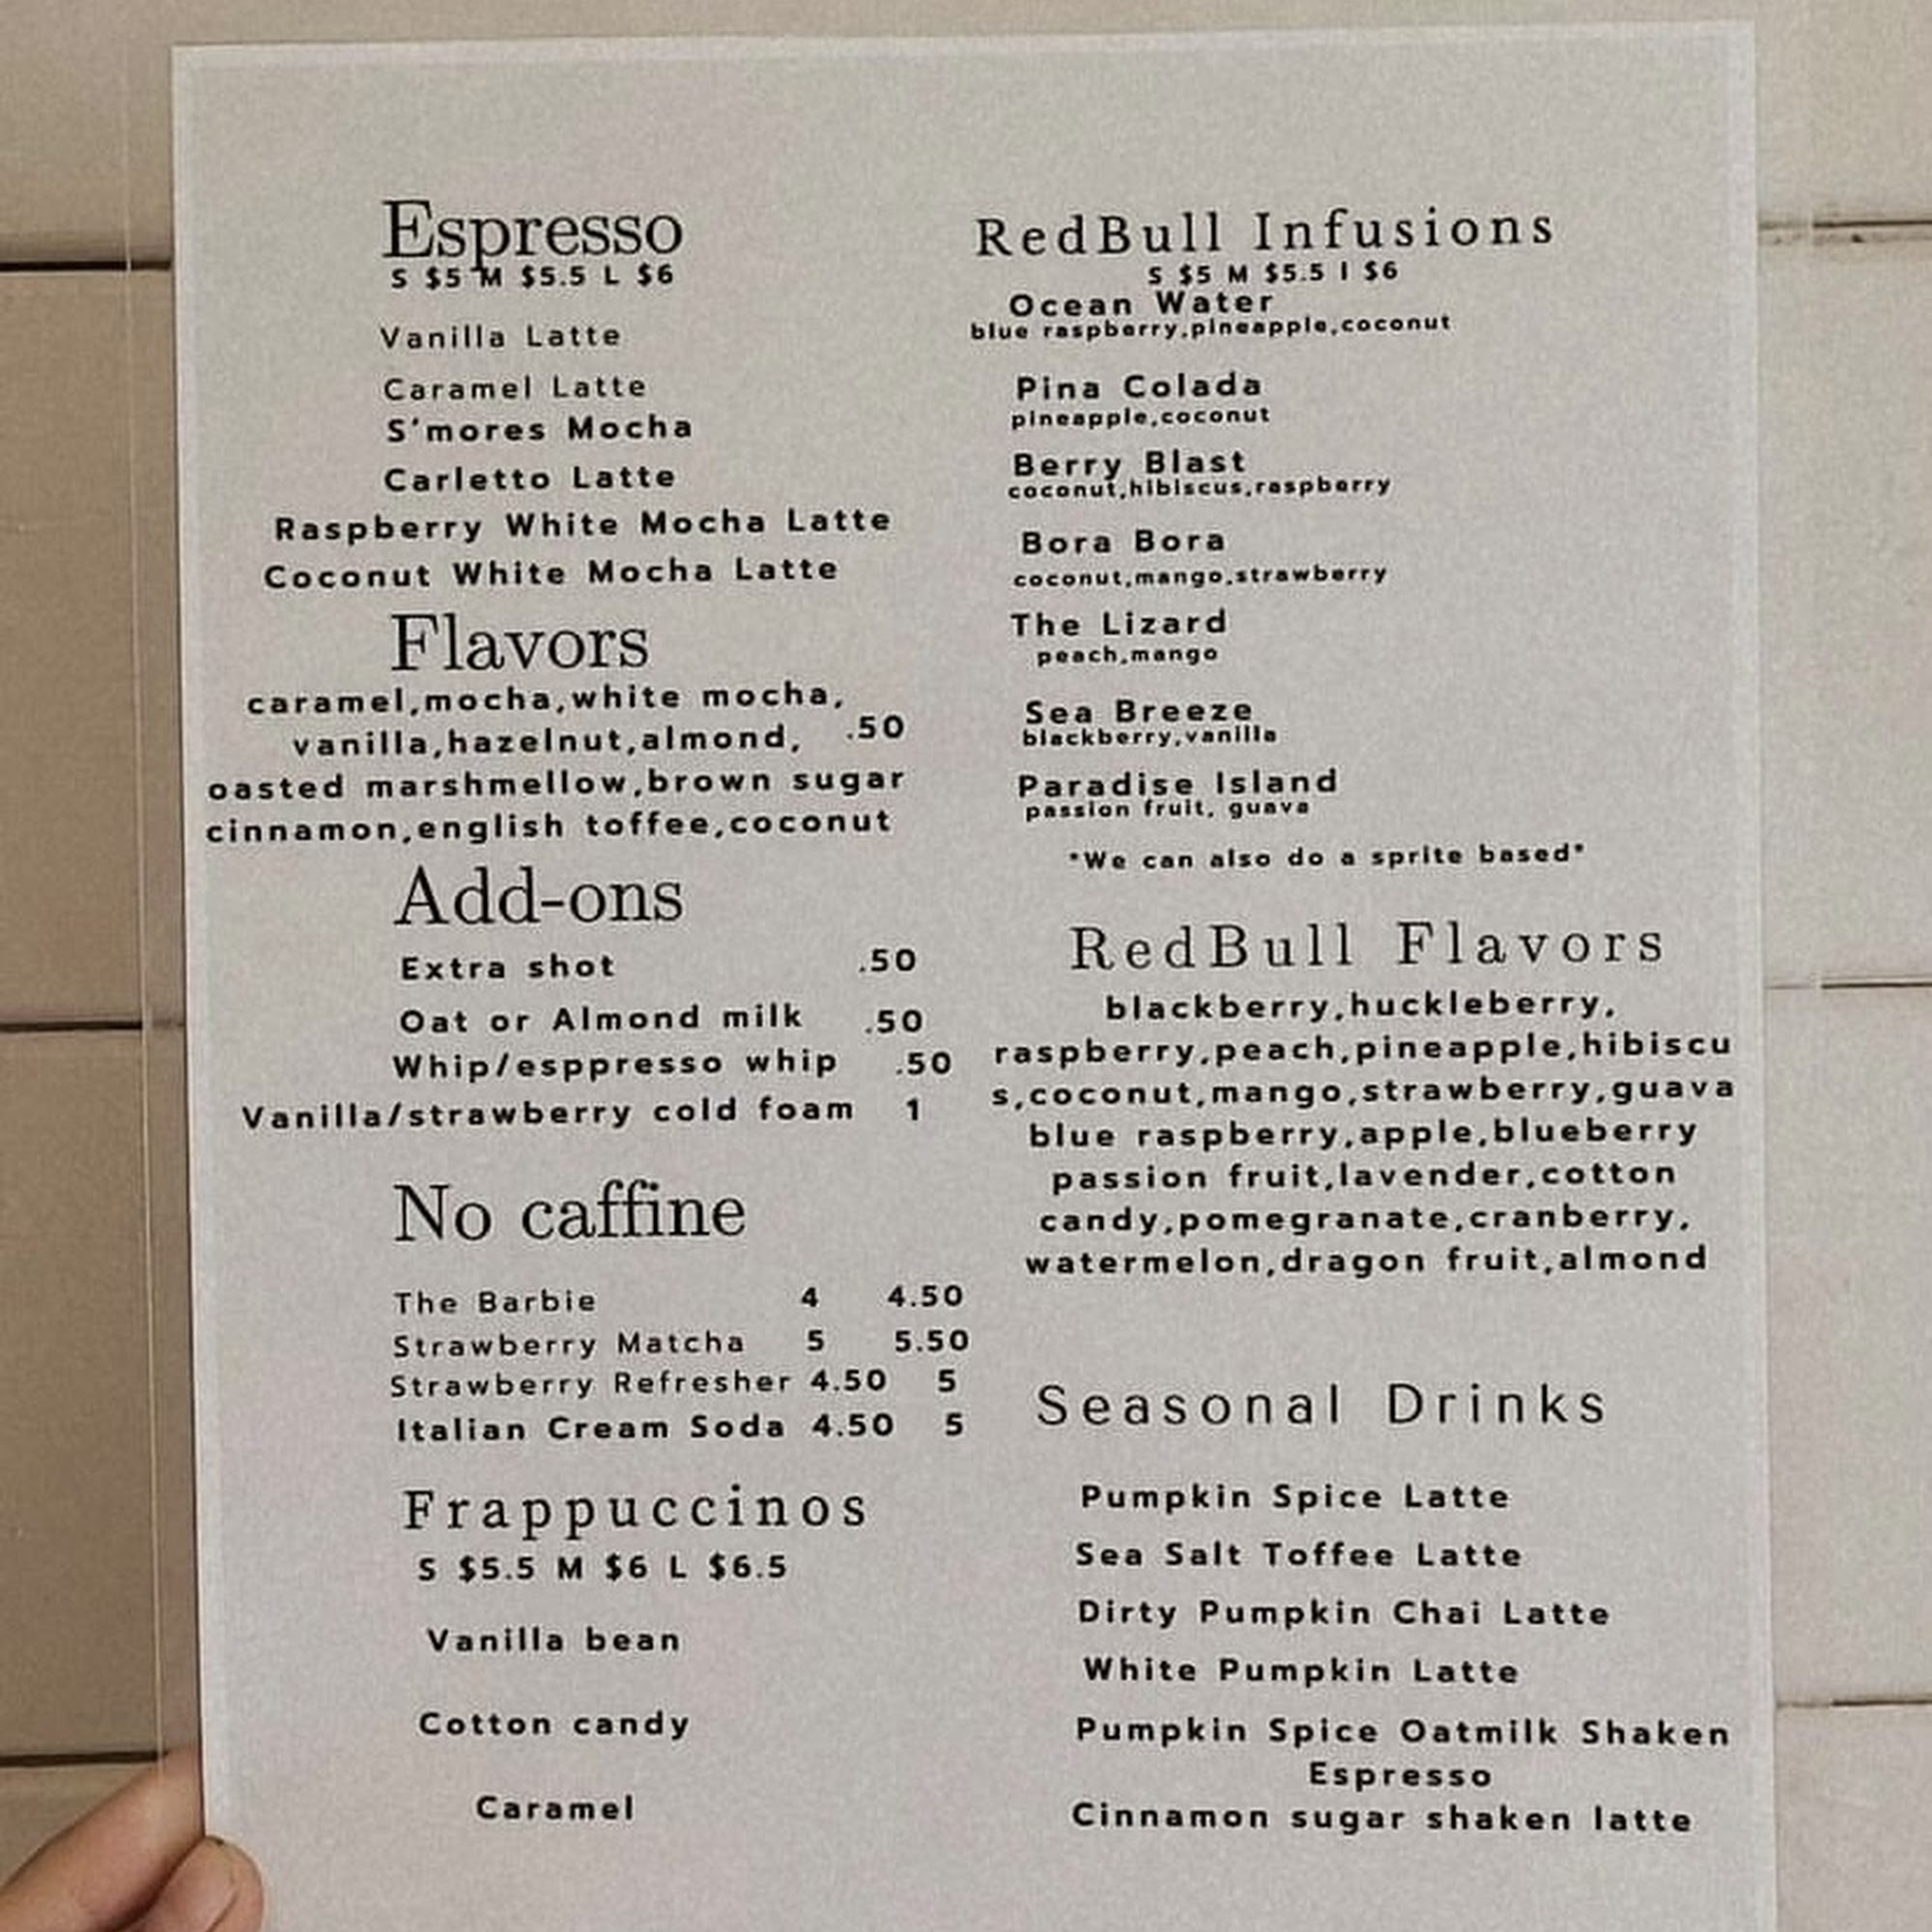 Espresso
S $5 M $5.5 L $6
Vanilla Latte
Caramel Latte
S'mores Mocha
Carletto Latte
Raspberry White Mocha Latte
Coconut White Mocha Latte
Flavors
caramel,mocha,white mocha,
vanilla,hazelnut,almond, .50
oasted marshmellow,brown sugar
cinnamon,english toffee,coconut
Add-ons
Extra shot .50
Oat or Almond milk .50
Whip/esppresso whip .50
Vanilla/strawberry cold foam 1
No caffine
The Barbie 4 4.50
Strawberry Matcha 5 5.50
Strawberry Refresher 4.50 5
Italian Cream Soda 4.50 5
Frappuccinos
S $5.5 M $6 L $6.5
Vanilla bean
Cotton candy
Caramel
RedBull Infusions
S $5 M $5.5 l $6
Ocean Water
blue raspberry,pineapple,coconut
Pina Colada
pineapple,coconut
Berry Blast
coconut,hibiscus,raspberry
Bora Bora
coconut,mango,strawberry
The Lizard
peach,mango
Sea Breeze
blackberry,vanilla
Paradise Island
passion fruit, guava
*We can also do a sprite based*
RedBull Flavors
blackberry,huckleberry,
raspberry,peach,pineapple,hibiscu
s,coconut,mango,strawberry,guava
blue raspberry,apple,blueberry
passion fruit,lavender,cotton
candy,pomegranate,cranberry,
watermelon,dragon fruit,almond
Seasonal Drinks
Pumpkin Spice Latte
Sea Salt Toffee Latte
Dirty Pumpkin Chai Latte
White Pumpkin Latte
Pumpkin Spice Oatmilk Shaken
Espresso
Cinnamon sugar shaken latte